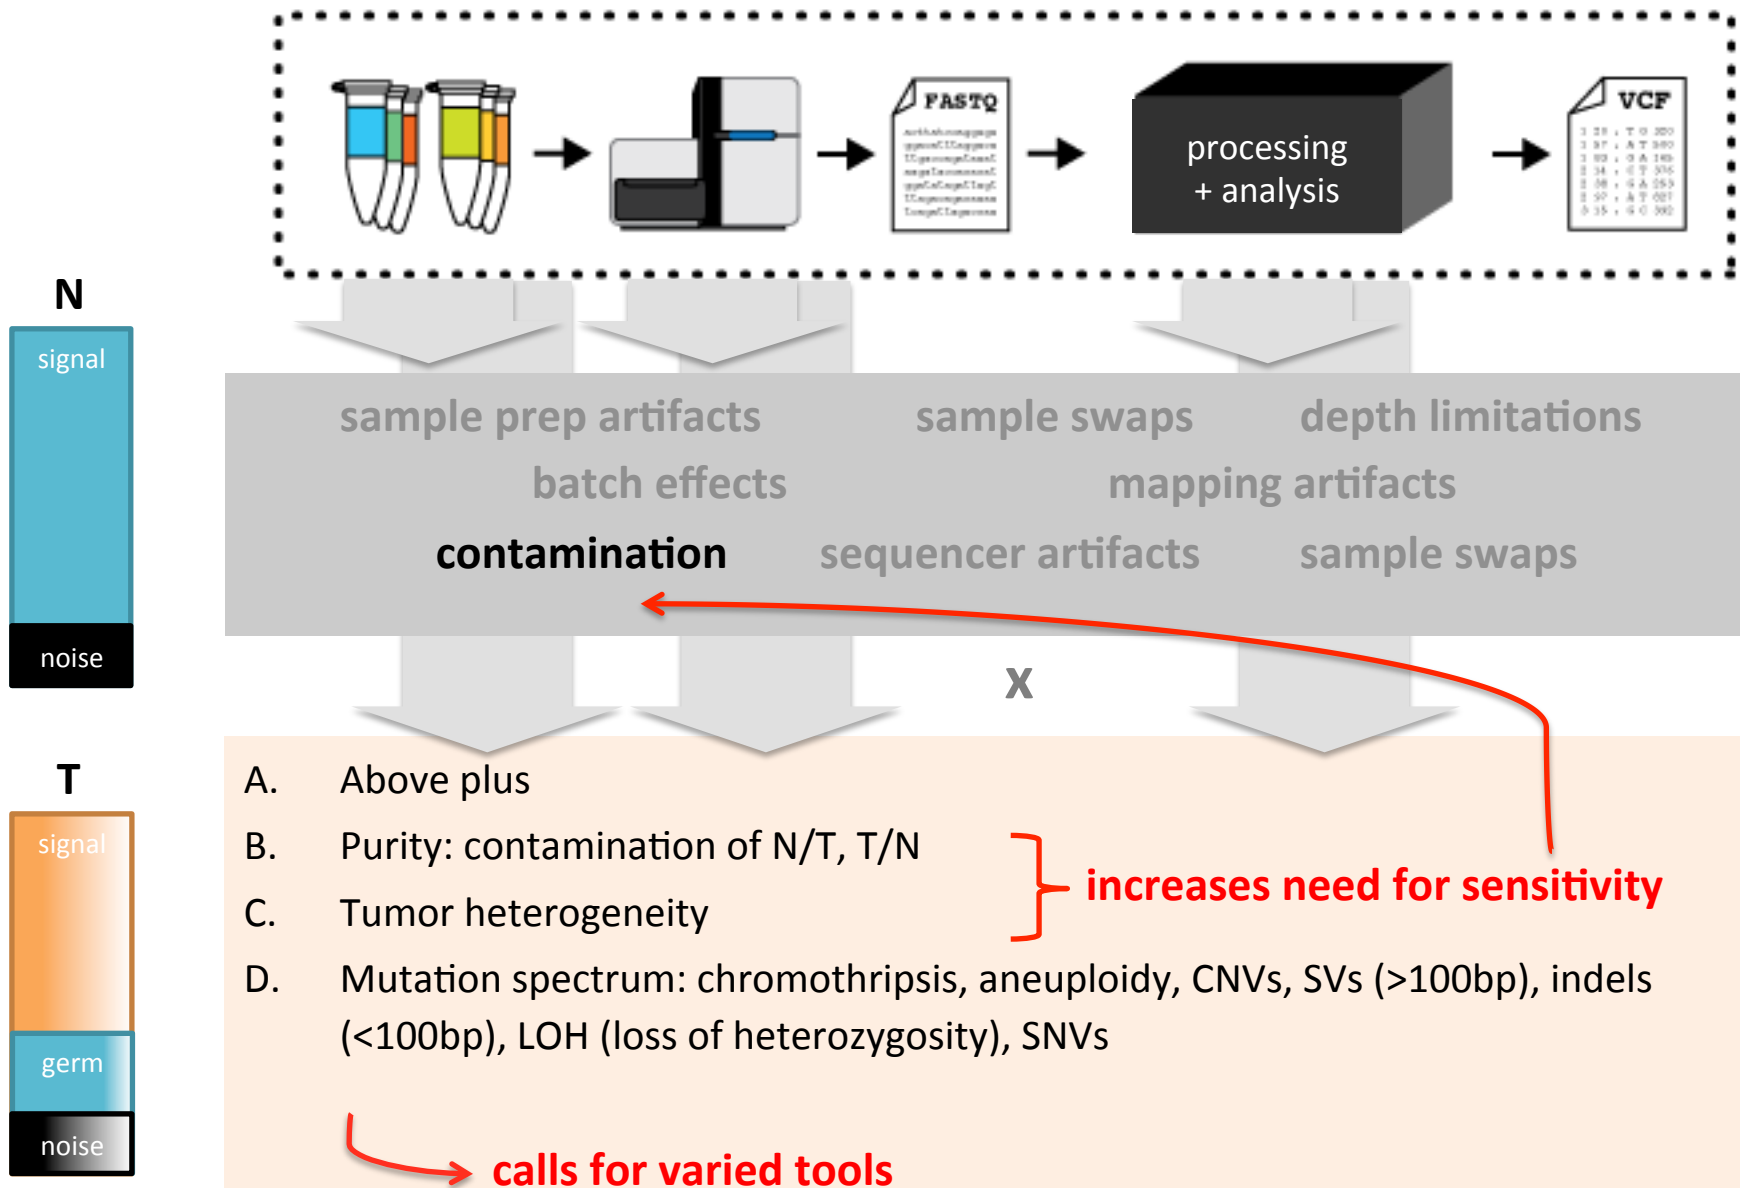 FASTQ
processing
+ analysis
VCF
N
signal
noise
sample prep artifacts
sample swaps
depth limitations
batch effects
mapping artifacts
contamination
sequencer artifacts
sample swaps
X
T
signal
germ
noise
A. Above plus
B. Purity: contamination of N/T, T/N
C. Tumor heterogeneity
increases need for sensitivity
D. Mutation spectrum: chromothripsis, aneuploidy, CNVs, SVs (>100bp), indels
(<100bp), LOH (loss of heterozygosity), SNVs
calls for varied tools